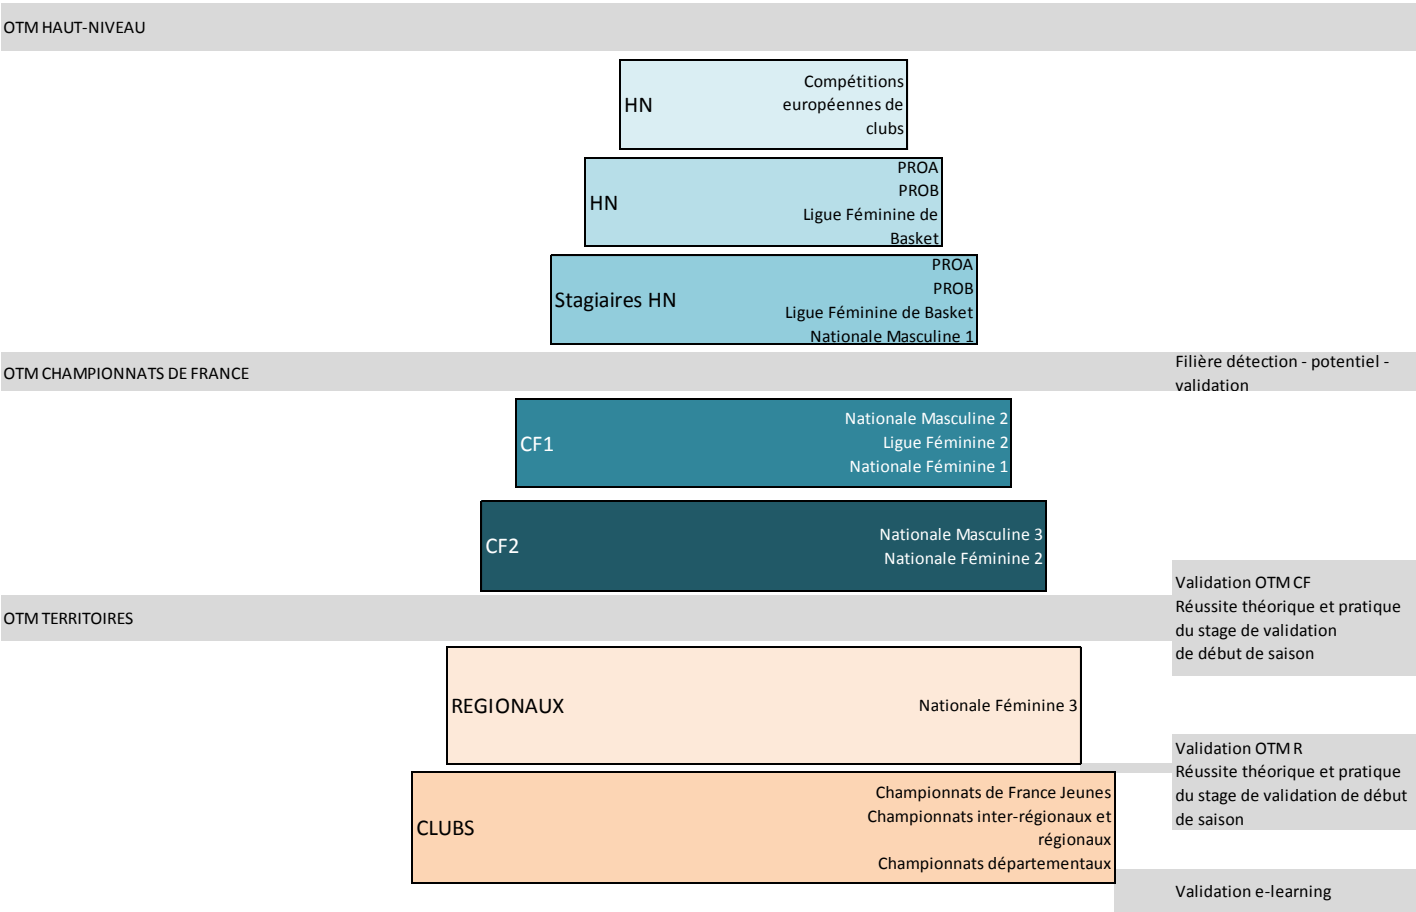 OTM HAUT-NIVEAU
HN
Compétitions
européennes de
clubs
HN
PROA
PROB
Ligue Féminine de
Basket
Stagiaires HN
PROA
PROB
Ligue Féminine de Basket
Nationale Masculine 1
OTM CHAMPIONNATS DE FRANCE
Filière détection - potentiel -
validation
CF1
Nationale Masculine 2
Ligue Féminine 2
Nationale Féminine 1
CF2
Nationale Masculine 3
Nationale Féminine 2
OTM TERRITOIRES
Validation OTM CF
Réussite théorique et pratique
du stage de validation
de début de saison
REGIONAUX
Nationale Féminine 3
Validation OTM R
Réussite théorique et pratique
du stage de validation de début
de saison
CLUBS
Championnats de France Jeunes
Championnats inter-régionaux et
régionaux
Championnats départementaux
Validation e-learning